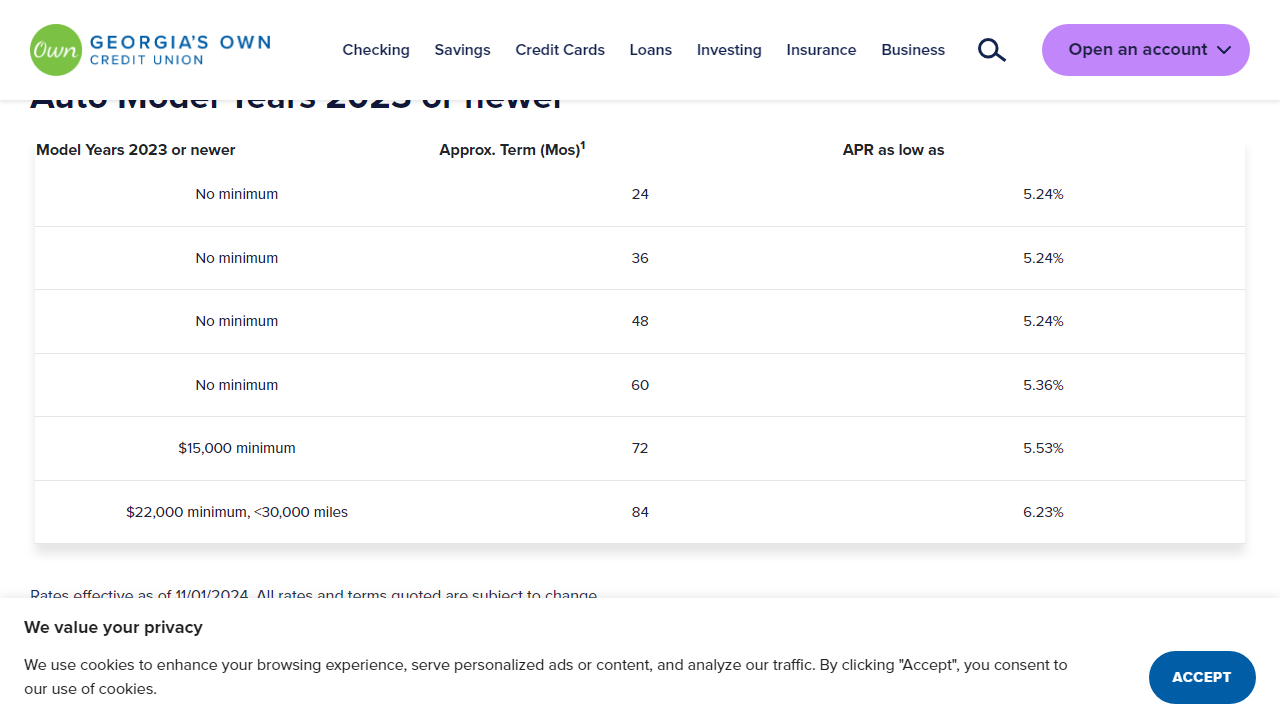 Own GEORGIA'S OWN
CREDIT UNION
Checking Savings Credit Cards Loans Investing Insurance Business Open an account
Auto Model Years 2023 or newer
Model Years 2023 or newer Approx. Term (Mos)1 APR as low as
No minimum 24 5.24%
No minimum 36 5.24%
No minimum 48 5.24%
No minimum 60 5.36%
$15,000 minimum 72 5.53%
$22,000 minimum, <30,000 miles 84 6.23%
Rates effective as of 11/01/2024. All rates and terms quoted are subject to change.
We value your privacy
We use cookies to enhance your browsing experience, serve personalized ads or content, and analyze our traffic. By clicking "Accept", you consent to
our use of cookies.
ACCEPT